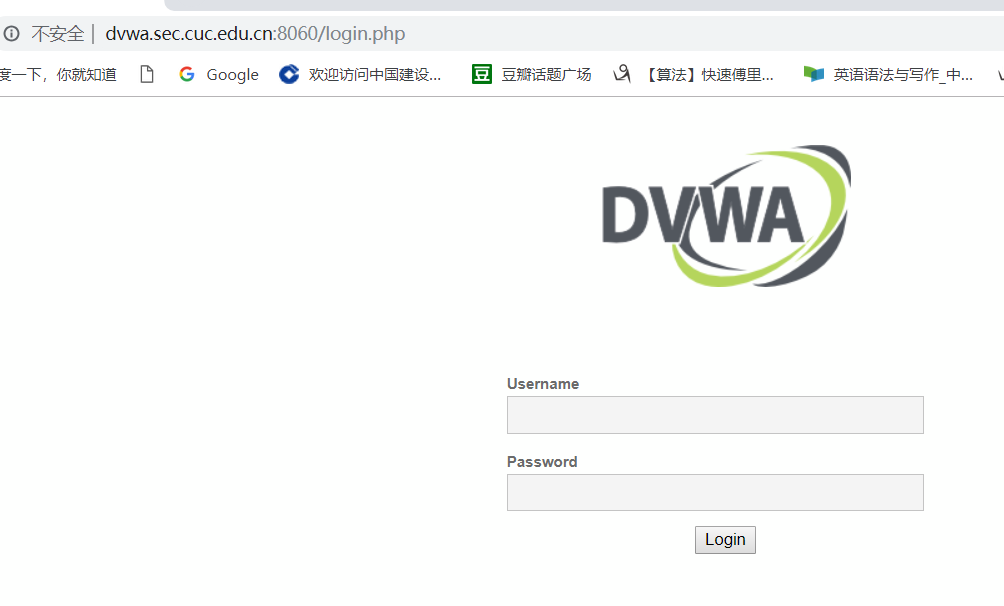 不安全 | dvwa.sec.cuc.edu.cn:8060/login.php
度一下，你就知道 Google 欢迎访问中国建设... 豆 豆瓣话题广场 【算法】快速傅里... 英语语法与写作_中...
DVWA
Username
Password
Login